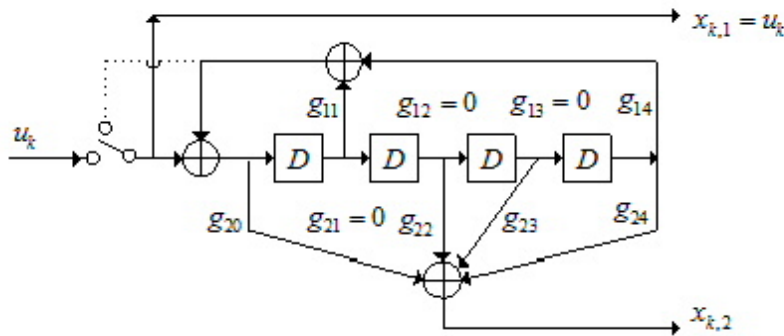 x_{k,1} = u_k
g_{11} g_{12} = 0 g_{13} = 0 g_{14}
u_k
D D D D
g_{20} g_{21} = 0 g_{22} g_{23} g_{24}
x_{k,2}